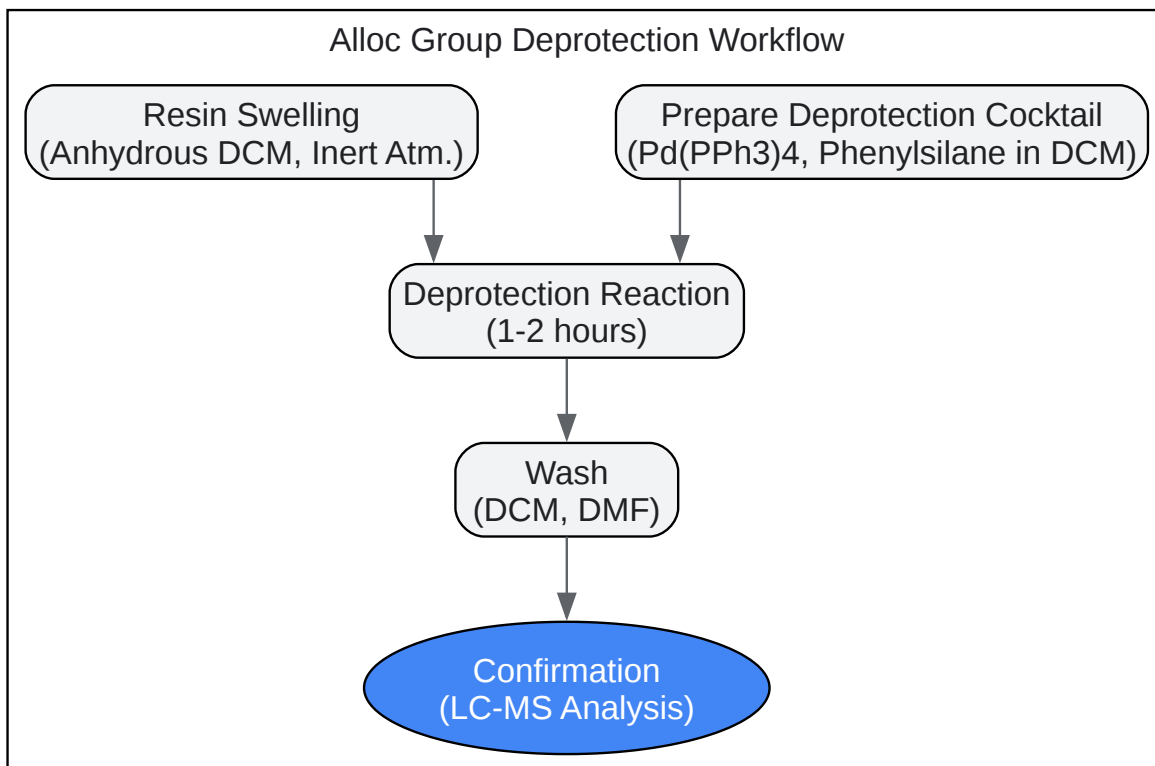 Alloc Group Deprotection Workflow
Resin Swelling
(Anhydrous DCM, Inert Atm.)
Prepare Deprotection Cocktail
(Pd(PPh3)4, Phenylsilane in DCM)
Deprotection Reaction
(1-2 hours)
Wash
(DCM, DMF)
Confirmation
(LC-MS Analysis)